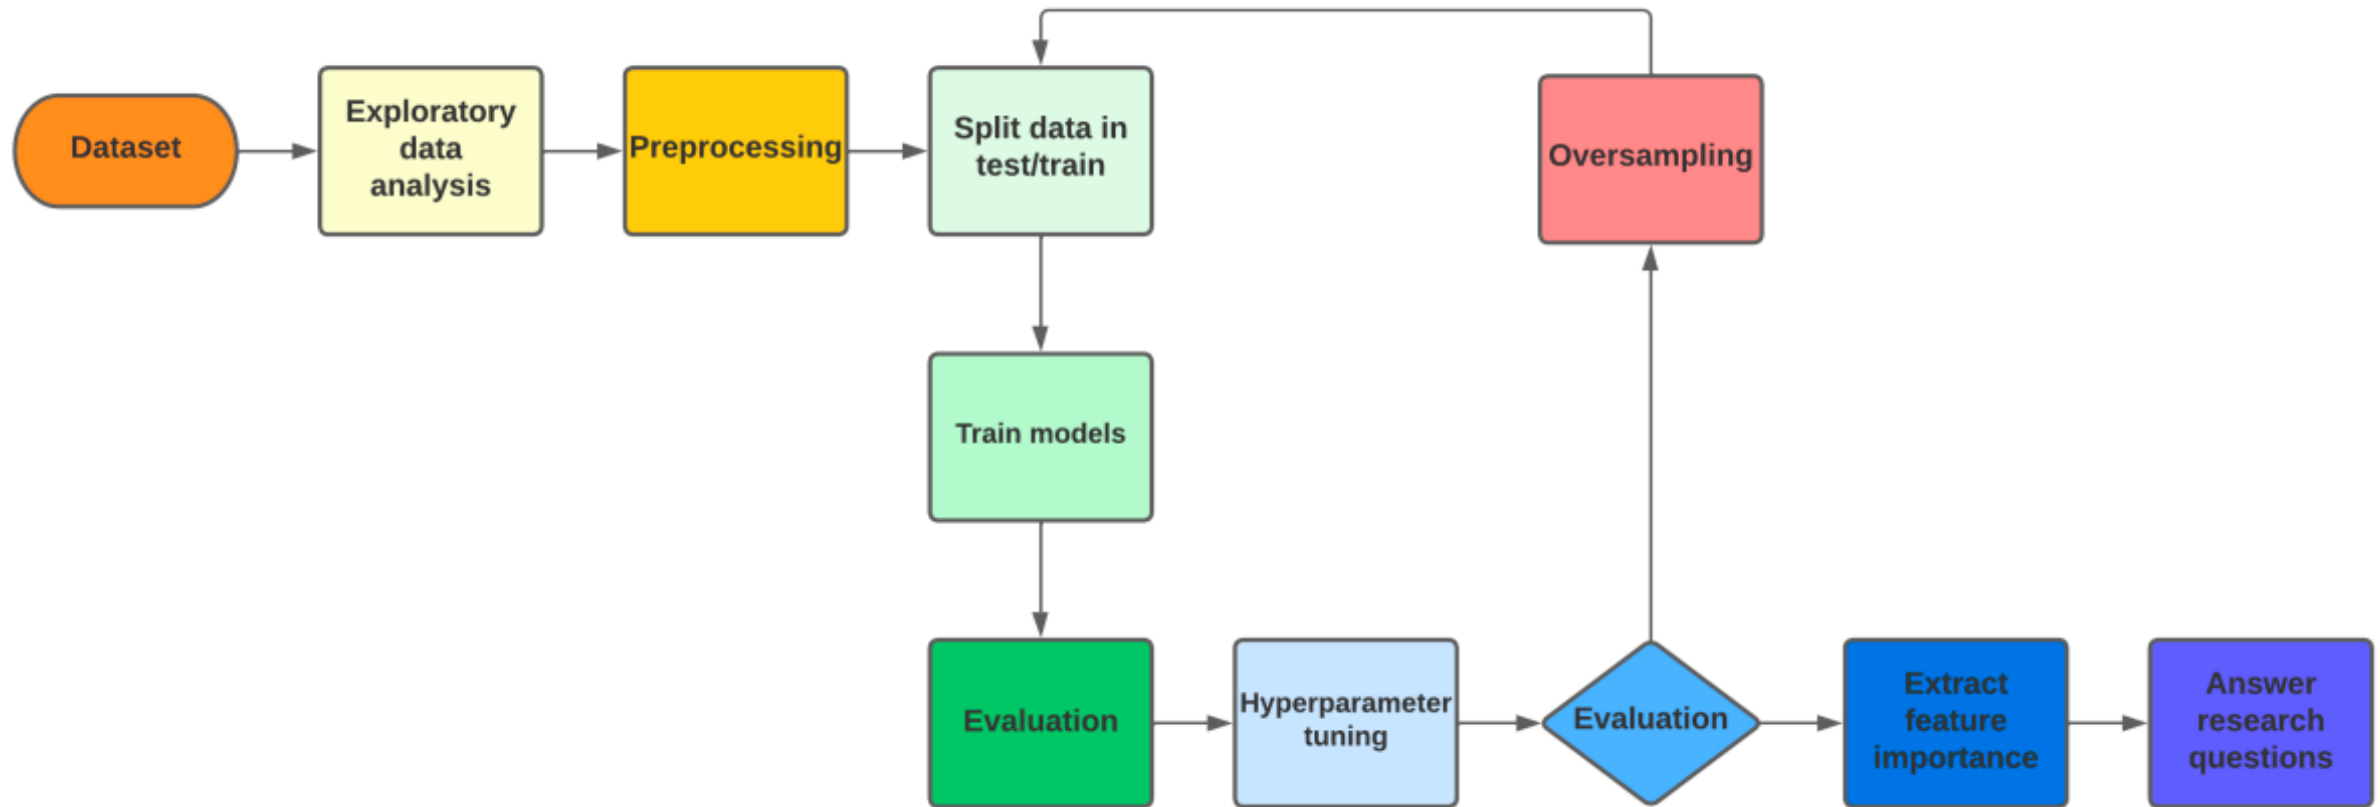 Dataset
Exploratory
data
analysis
Preprocessing
Split data in
test/train
Oversampling
Train models
Evaluation
Hyperparameter
tuning
Evaluation
Extract
feature
importance
Answer
research
questions